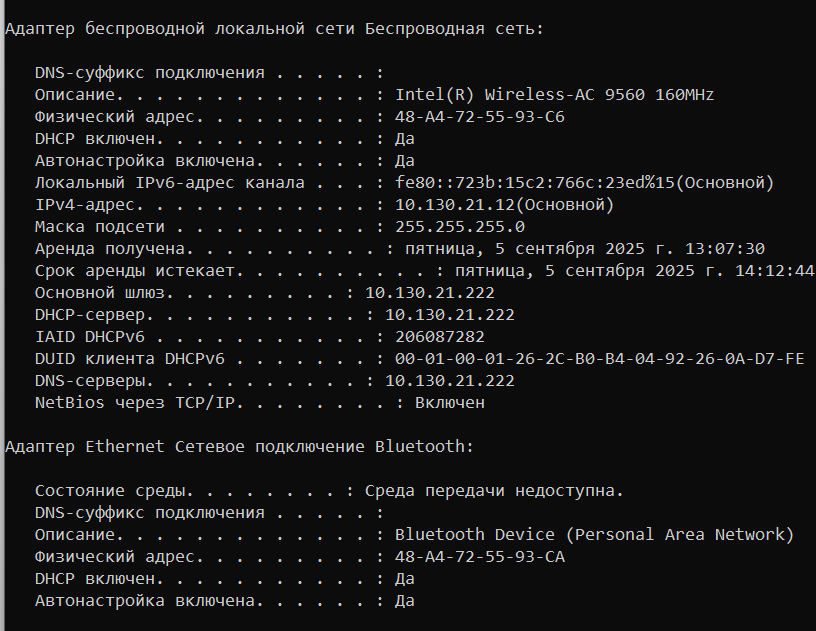 Адаптер беспроводной локальной сети Беспроводная сеть:
DNS-суффикс подключения . . . . . :
Описание. . . . . . . . . . . . . : Intel(R) Wireless-AC 9560 160MHz
Физический адрес. . . . . . . . . : 48-A4-72-55-93-C6
DHCP включен. . . . . . . . . . . : Да
Автонастройка включена. . . . . . : Да
Локальный IPv6-адрес канала . . . : fe80::723b:15c2:766c:23ed%15(Основной)
IPv4-адрес. . . . . . . . . . . . : 10.130.21.12(Основной)
Маска подсети . . . . . . . . . . : 255.255.255.0
Аренда получена. . . . . . . . . . : пятница, 5 сентября 2025 г. 13:07:30
Срок аренды истекает. . . . . . . . . . : пятница, 5 сентября 2025 г. 14:12:44
Основной шлюз. . . . . . . . . : 10.130.21.222
DHCP-сервер. . . . . . . . . . . : 10.130.21.222
IAID DHCPv6 . . . . . . . . . . . : 206087282
DUID клиента DHCPv6 . . . . . . . : 00-01-00-01-26-2C-B0-B4-04-92-26-0A-D7-FE
DNS-серверы. . . . . . . . . . . : 10.130.21.222
NetBios через TCP/IP. . . . . . . . : Включен
Адаптер Ethernet Сетевое подключение Bluetooth:
Состояние среды. . . . . . . . : Среда передачи недоступна.
DNS-суффикс подключения . . . . . :
Описание. . . . . . . . . . . . . : Bluetooth Device (Personal Area Network)
Физический адрес. . . . . . . . . : 48-A4-72-55-93-CA
DHCP включен. . . . . . . . . . . : Да
Автонастройка включена. . . . . . : Да